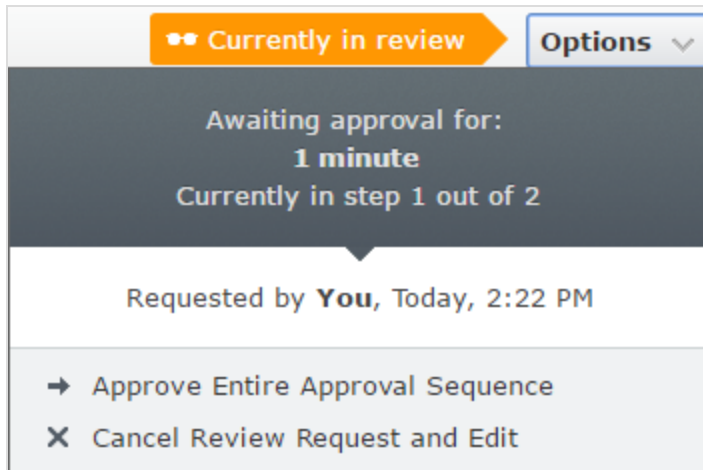 Currently in review
Options
Awaiting approval for:
1 minute
Currently in step 1 out of 2
Requested by You, Today, 2:22 PM
Approve Entire Approval Sequence
Cancel Review Request and Edit